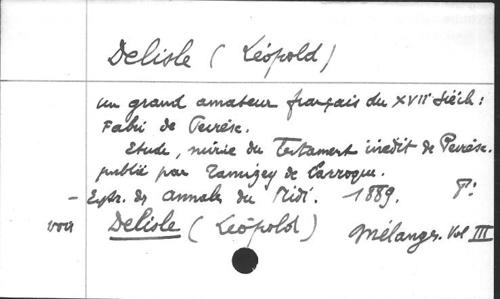 Delisle (Léopold)
un grand amateur français du XVIIe Siècle :
Fabri de Peiresc.
Etude, suivie du Testament inédit de Peiresc.
publié par Tamizey de Larroque.
- Extr. des Annales du Midi. 1889. P:
voir Delisle (Léopold) Mélanges. Vol III